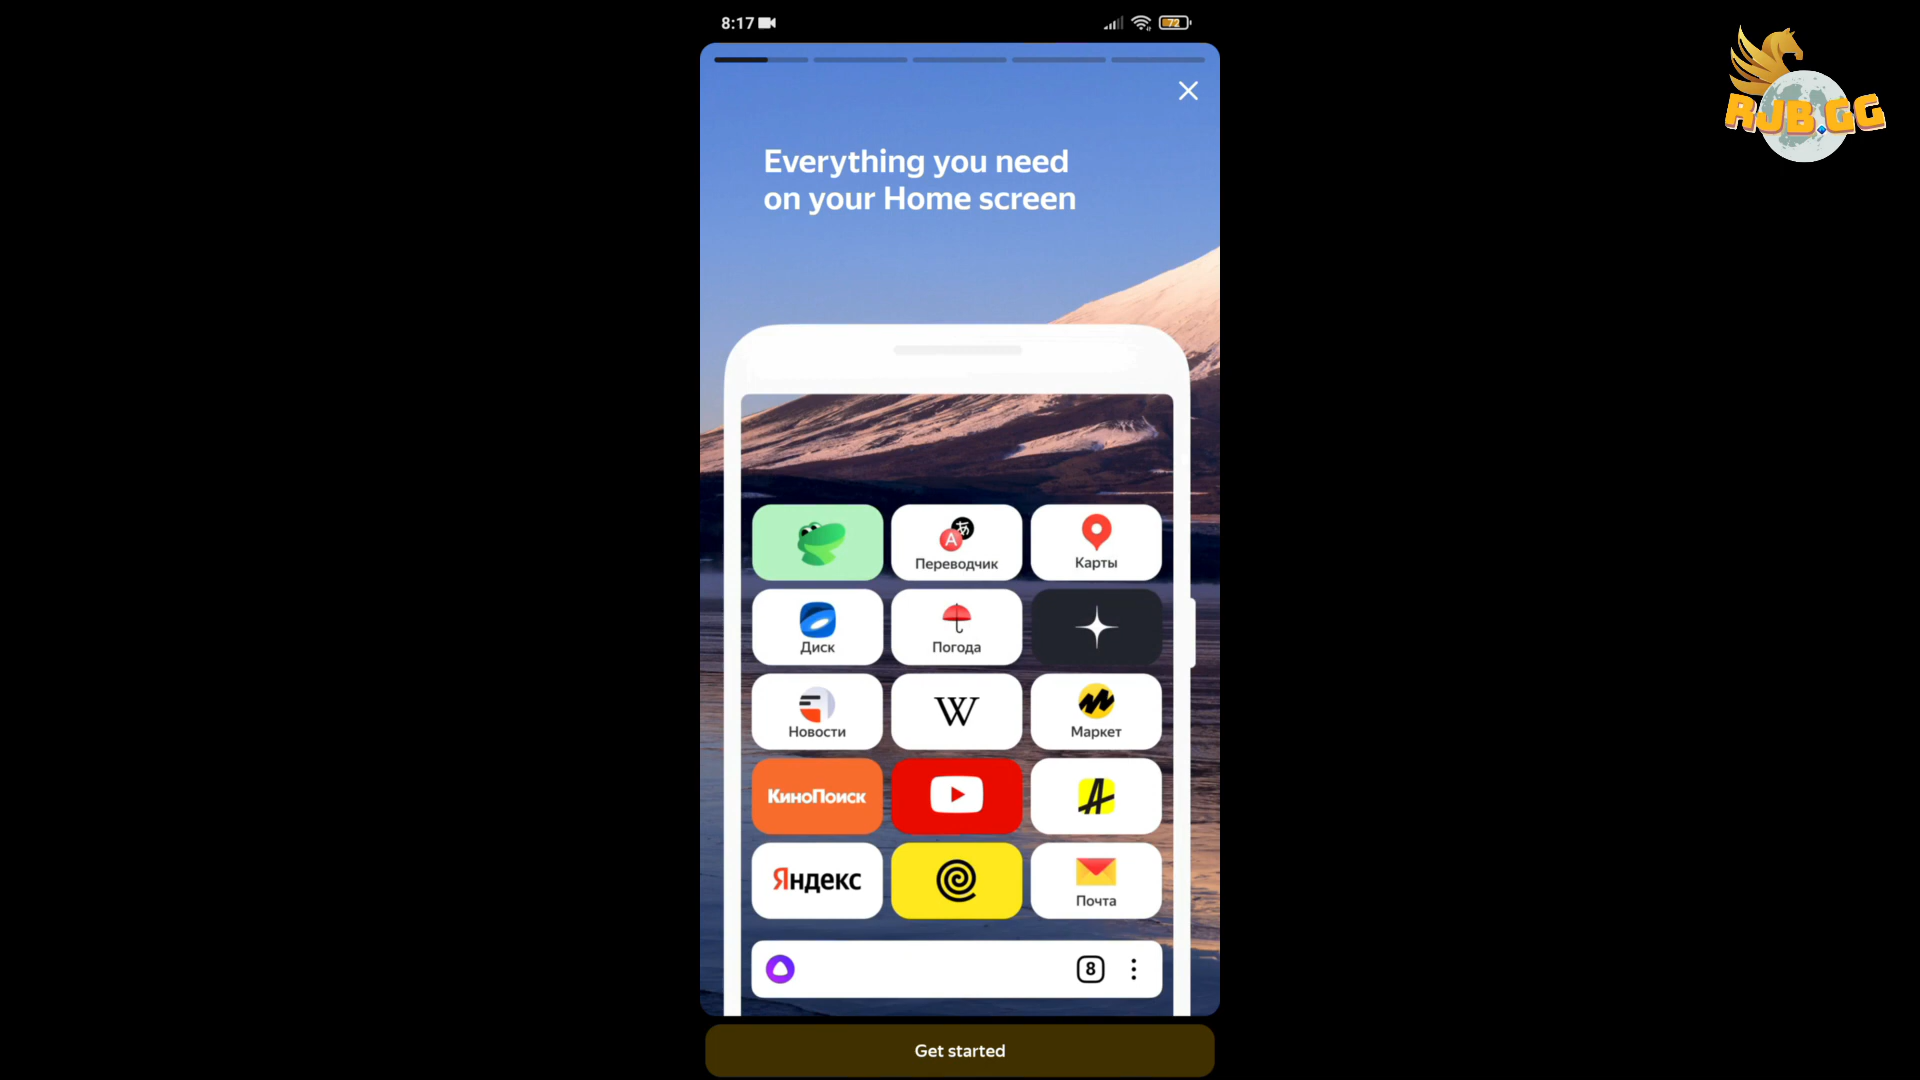 8:17
72
RJB.GG
Everything you need
on your Home screen
Переводчик
Карты
Диск
Погода
Новости
W
Маркет
КиноПоиск
Яндекс
Почта
8
Get started